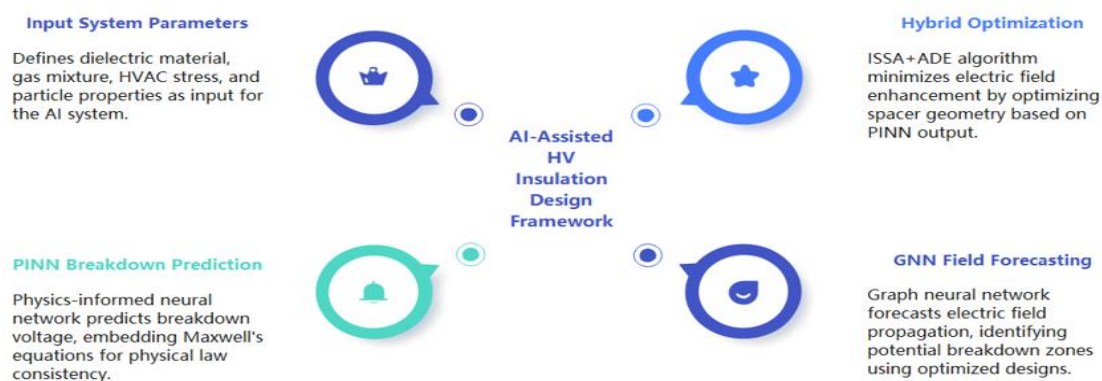 Input System Parameters
Defines dielectric material,
gas mixture, HVAC stress, and
particle properties as input for
the AI system.
Hybrid Optimization
ISSA+ADE algorithm
minimizes electric field
enhancement by optimizing
spacer geometry based on
PINN output.
AI-Assisted
HV
Insulation
Design
Framework
PINN Breakdown Prediction
Physics-informed neural
network predicts breakdown
voltage, embedding Maxwell's
equations for physical law
consistency.
GNN Field Forecasting
Graph neural network
forecasts electric field
propagation, identifying
potential breakdown zones
using optimized designs.